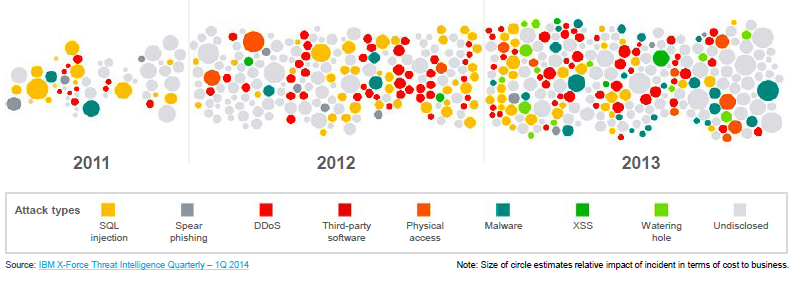 2011
2012
2013
Attack types
SQL injection
Spear phishing
DDoS
Third-party software
Physical access
Malware
XSS
Watering hole
Undisclosed
Source: IBM X-Force Threat Intelligence Quarterly – 1Q 2014
Note: Size of circle estimates relative impact of incident in terms of cost to business.